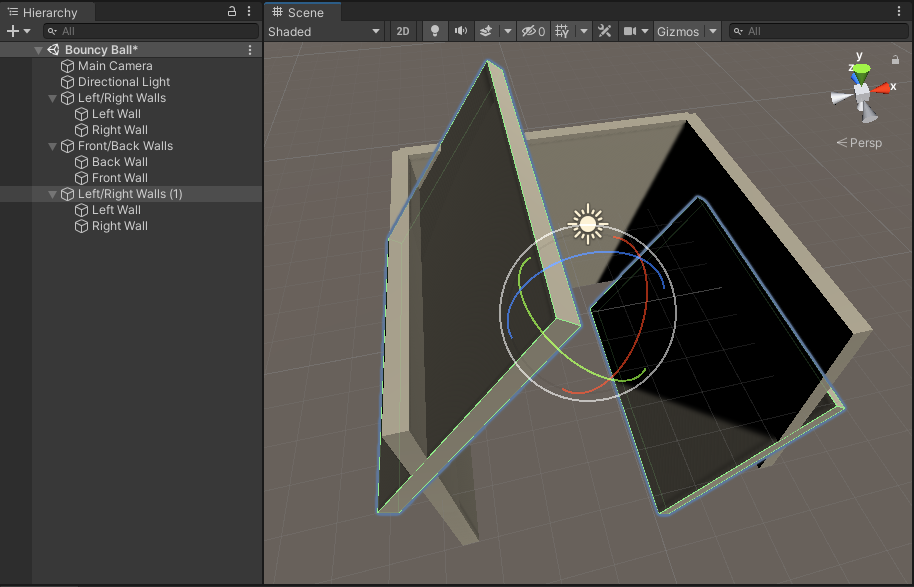 Hierarchy
All
Bouncy Ball*
Main Camera
Directional Light
Left/Right Walls
Left Wall
Right Wall
Front/Back Walls
Back Wall
Front Wall
Left/Right Walls (1)
Left Wall
Right Wall
Scene
Shaded 2D 0 Gizmos All
y
z
x
Persp